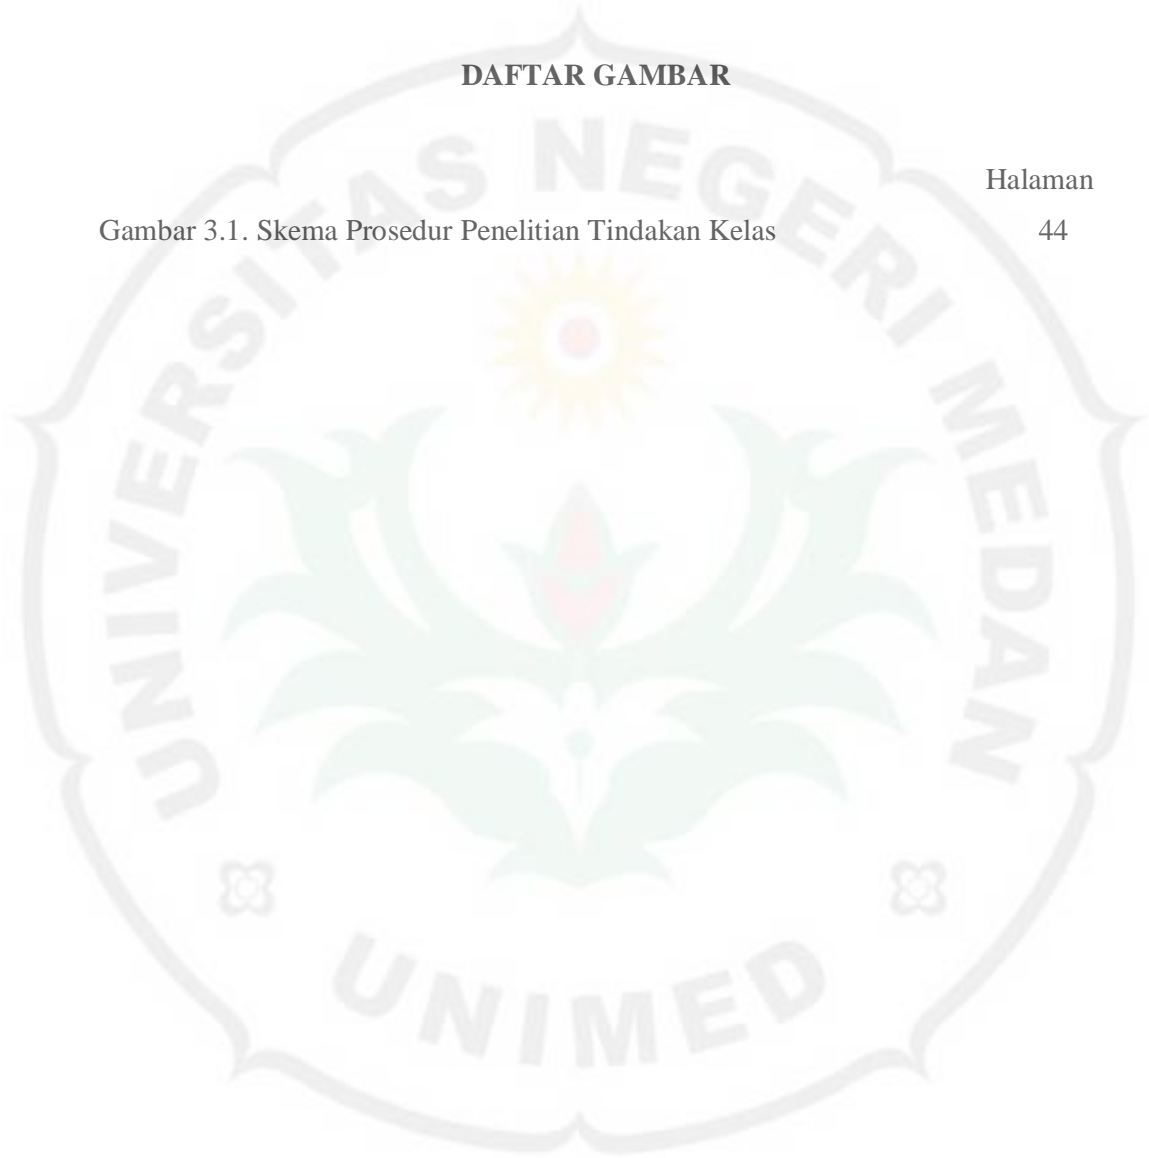 DAFTAR GAMBAR
Halaman
Gambar 3.1. Skema Prosedur Penelitian Tindakan Kelas 44
UNIVERSITAS NEGERI MEDAN
UNIMED